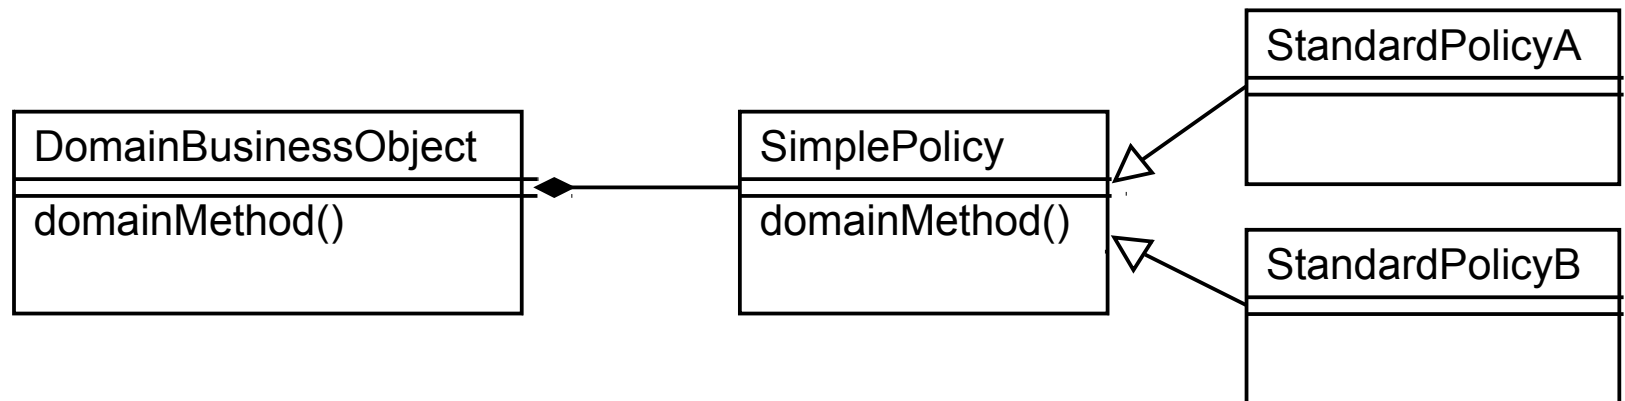 DomainBusinessObject
domainMethod()
SimplePolicy
domainMethod()
StandardPolicyA
StandardPolicyB